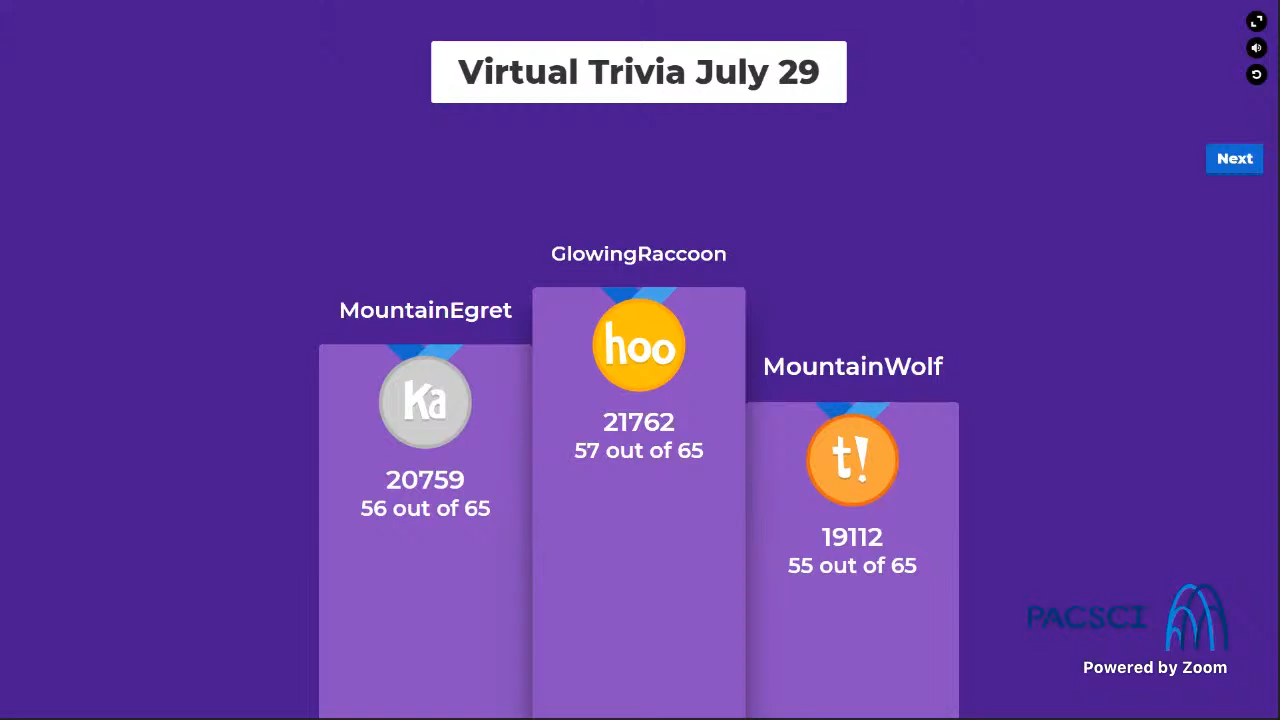 Virtual Trivia July 29
Next
GlowingRaccoon
MountainEgret
MountainWolf
hoo
21762
57 out of 65
Ka
20759
56 out of 65
t!
19112
55 out of 65
PACSCI
Powered by Zoom